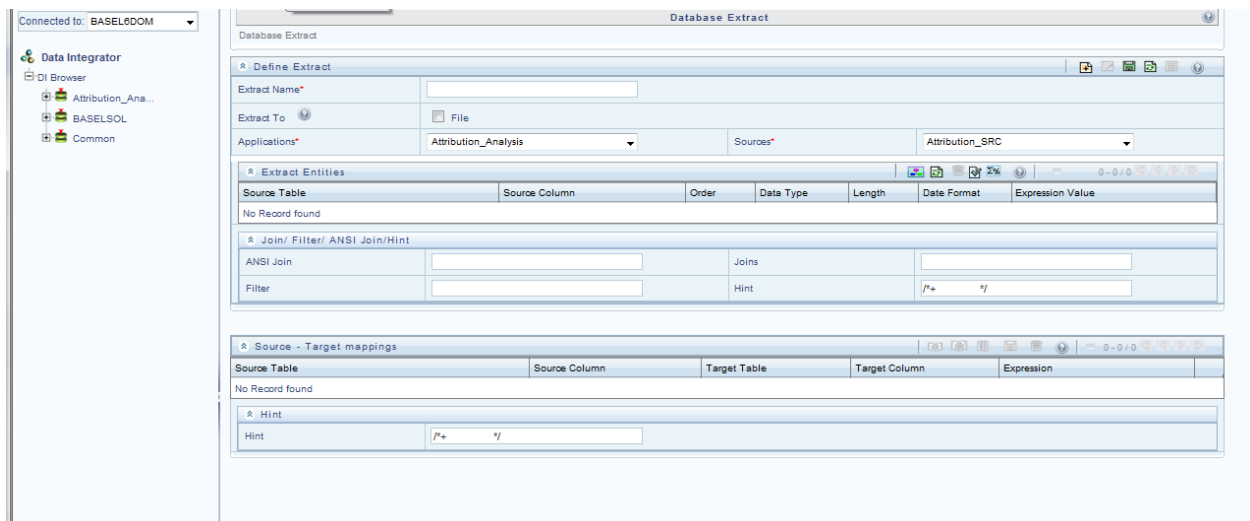 Connected to: BASEL6DOM
Database Extract
Database Extract
Data Integrator
DI Browser
Attribution_Ana...
BASELSOL
Common
Define Extract
Extract Name*
Extract To File
Applications* Attribution_Analysis Sources* Attribution_SRC
Extract Entities 0-0/0
Source Table Source Column Order Data Type Length Date Format Expression Value
No Record found
Join/ Filter/ ANSI Join/Hint
ANSI Join Joins
Filter Hint /*+ */
Source - Target mappings 0-0/0
Source Table Source Column Target Table Target Column Expression
No Record found
Hint
Hint /*+ */